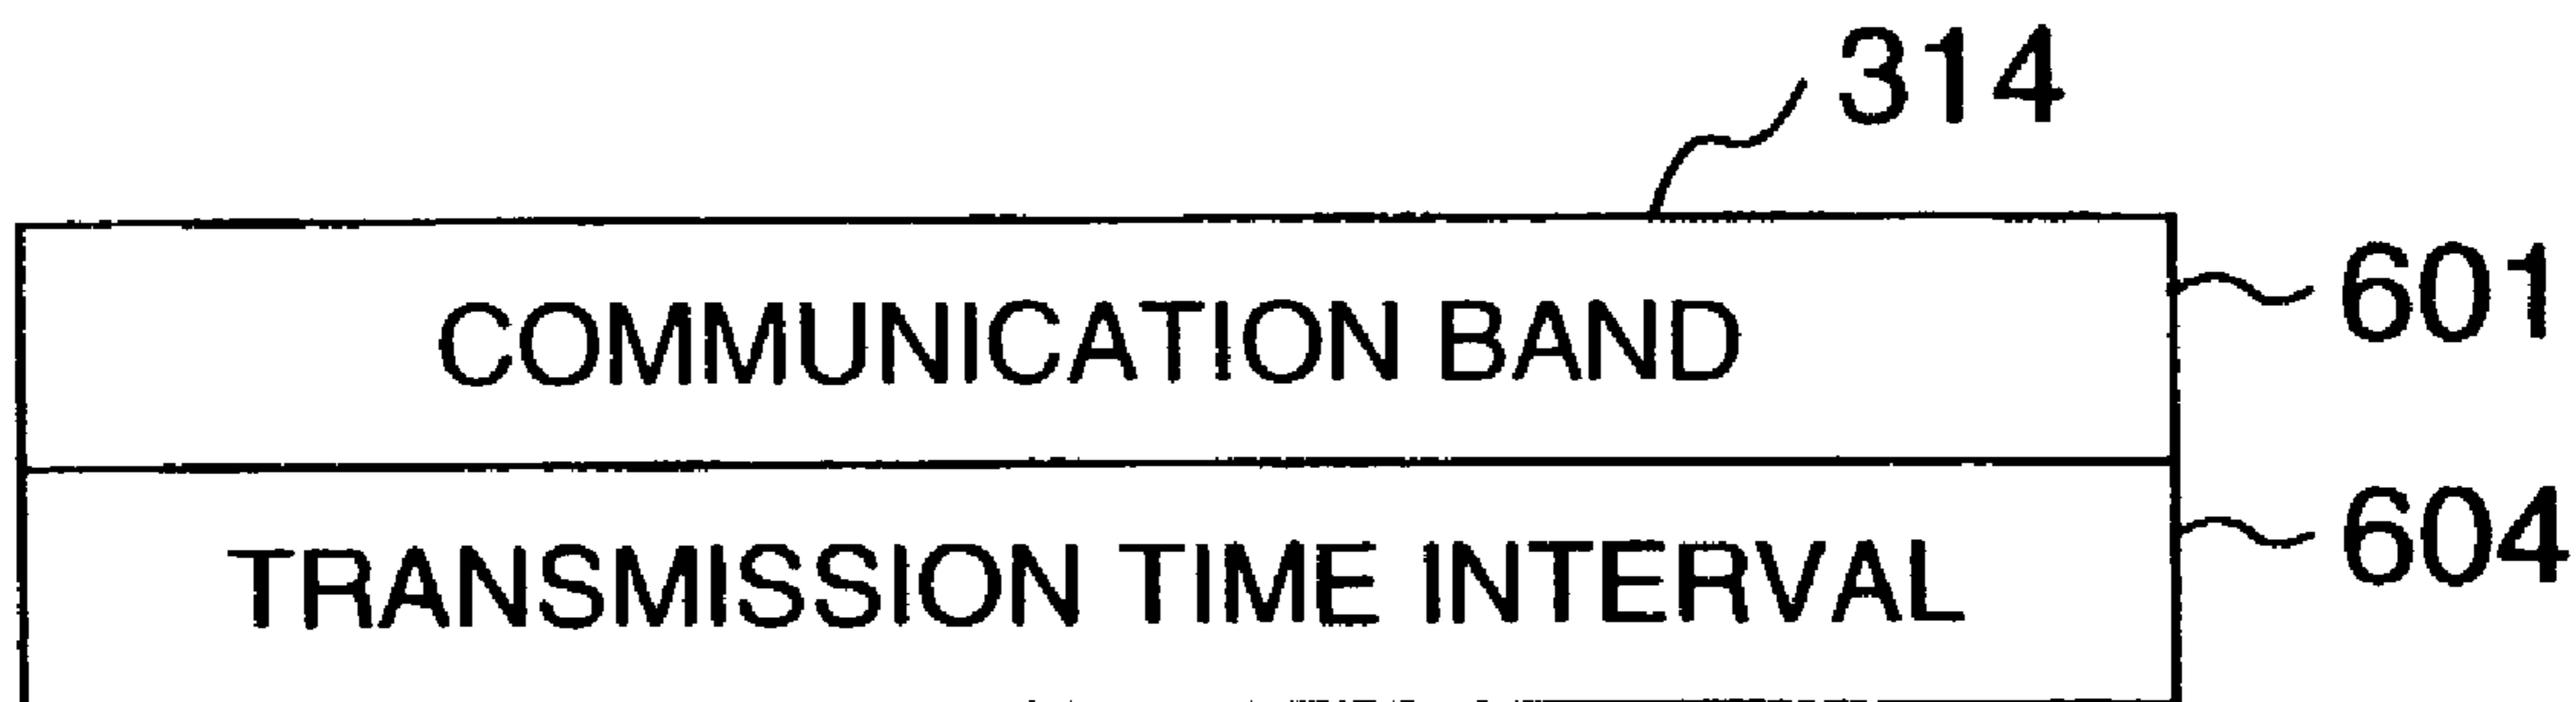 314
COMMUNICATION BAND 601
TRANSMISSION TIME INTERVAL 604